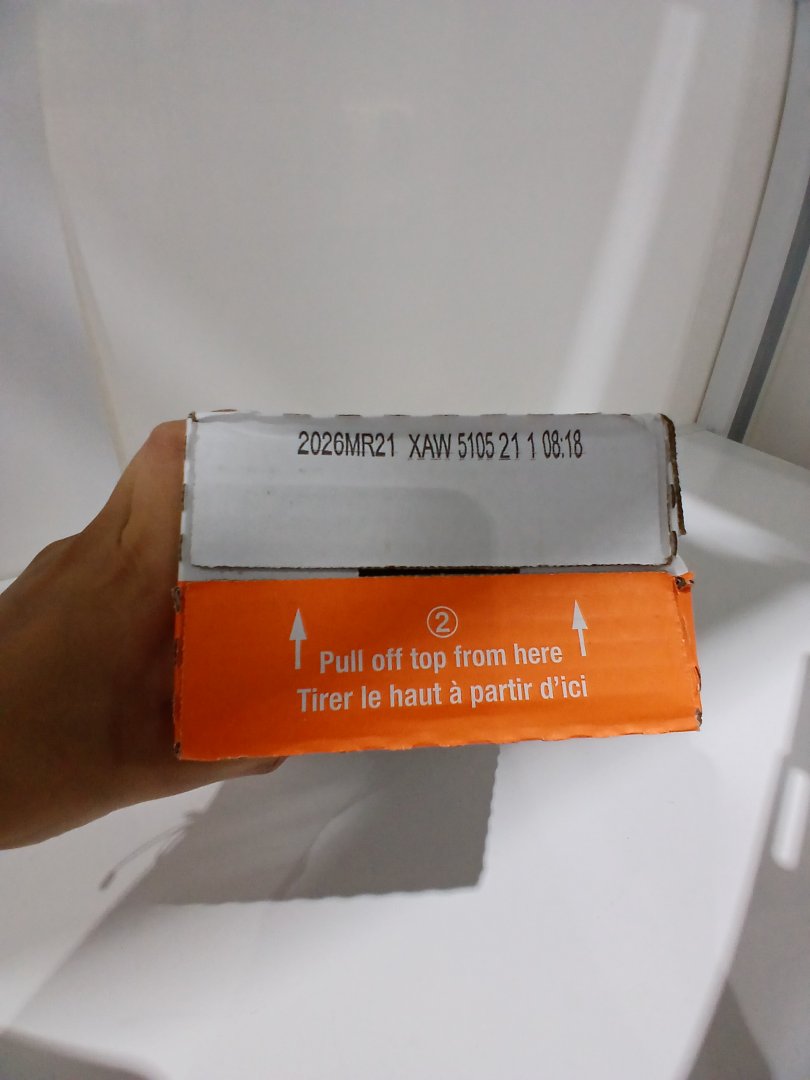 2026MR21 XAW 5105 21 1 08:18
2
Pull off top from here
Tirer le haut à partir d'ici